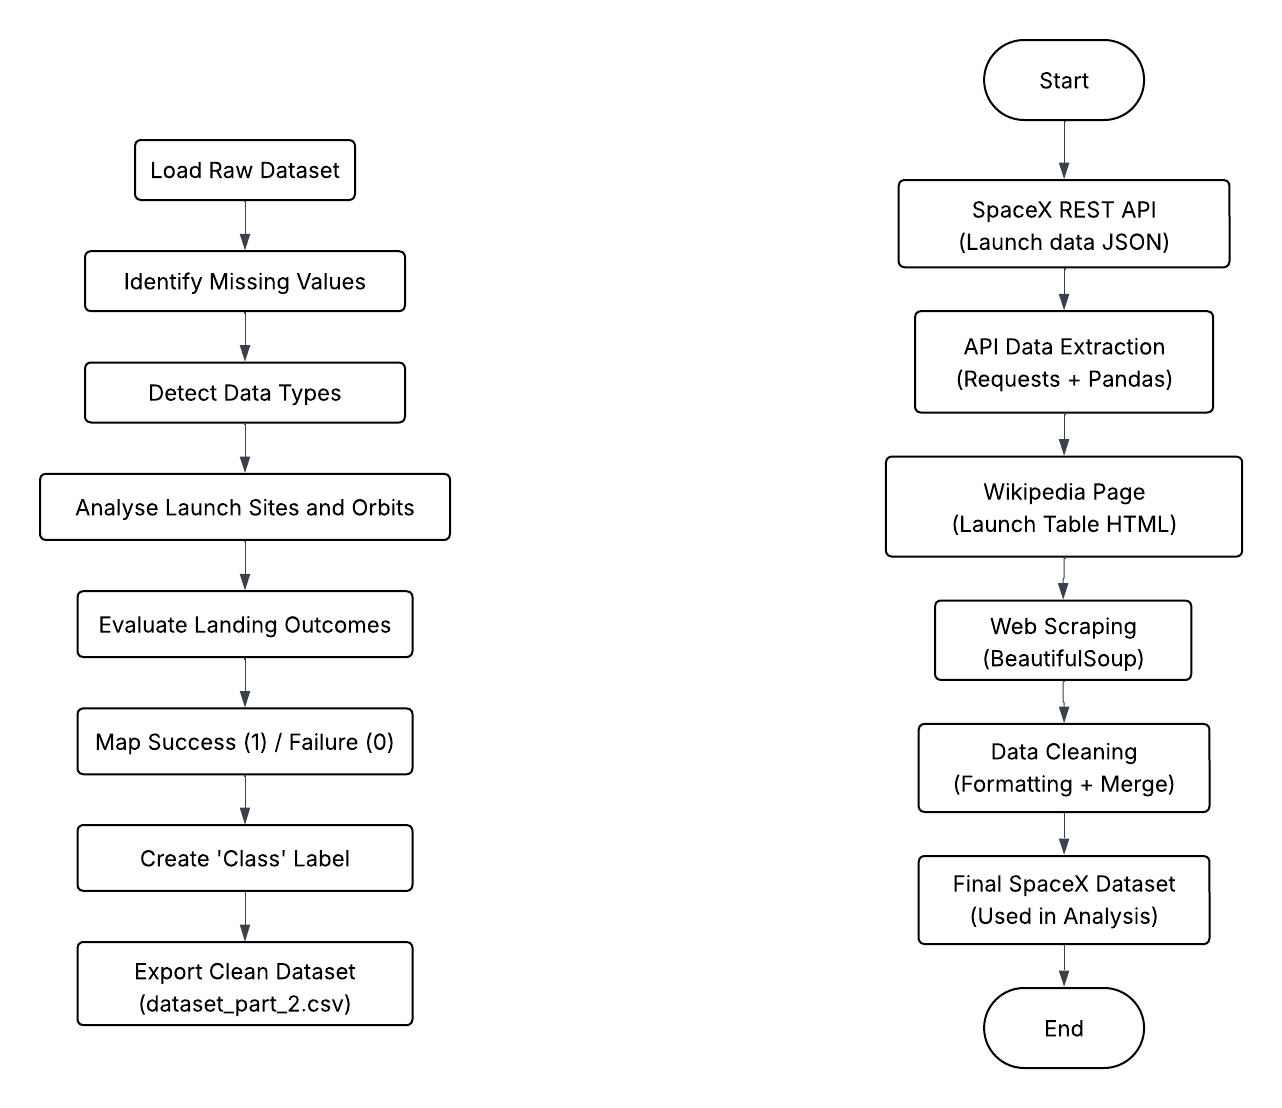 Load Raw Dataset
Identify Missing Values
Detect Data Types
Analyse Launch Sites and Orbits
Evaluate Landing Outcomes
Map Success (1) / Failure (0)
Create 'Class' Label
Export Clean Dataset
(dataset_part_2.csv)
Start
SpaceX REST API
(Launch data JSON)
API Data Extraction
(Requests + Pandas)
Wikipedia Page
(Launch Table HTML)
Web Scraping
(BeautifulSoup)
Data Cleaning
(Formatting + Merge)
Final SpaceX Dataset
(Used in Analysis)
End